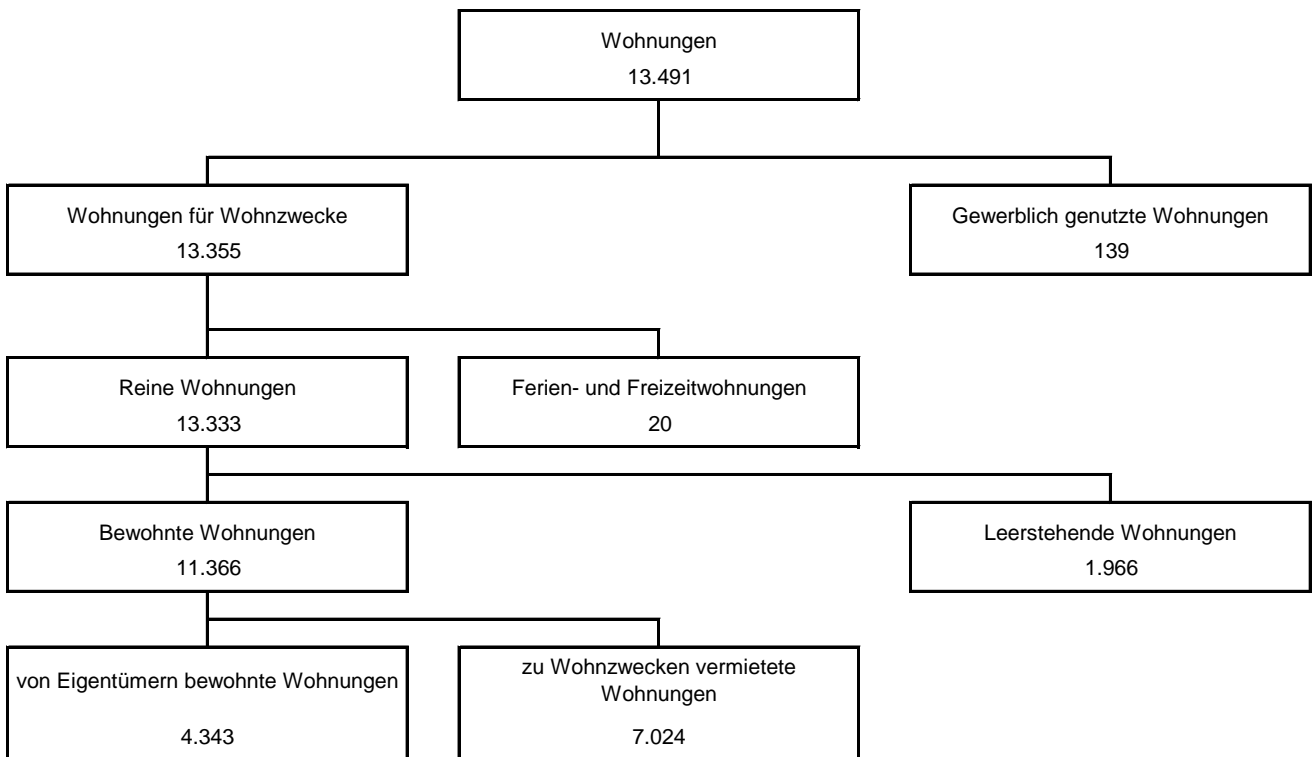 Wohnungen
13.491
Wohnungen für Wohnzwecke
13.355
Gewerblich genutzte Wohnungen
139
Reine Wohnungen
13.333
Ferien- und Freizeitwohnungen
20
Bewohnte Wohnungen
11.366
Leerstehende Wohnungen
1.966
von Eigentümern bewohnte Wohnungen
4.343
zu Wohnzwecken vermietete
Wohnungen
7.024